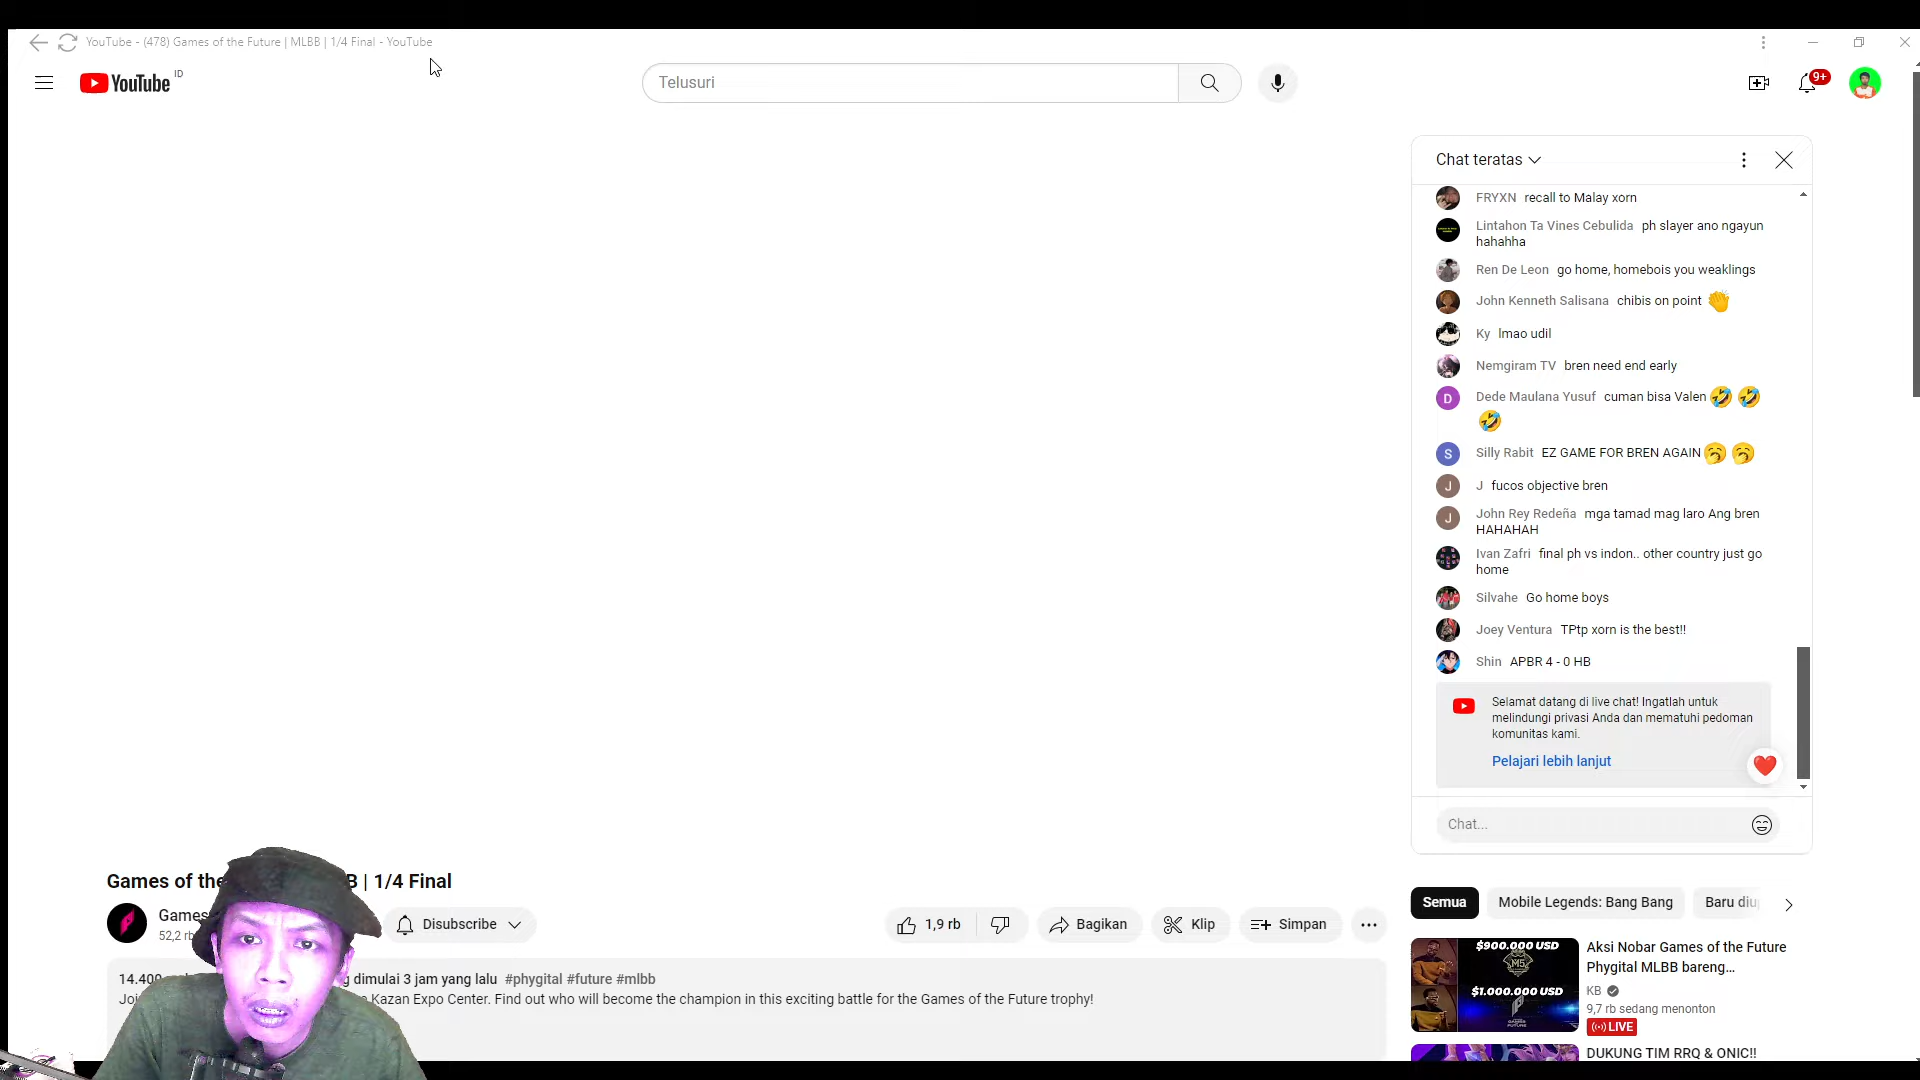 YouTube - (478) Games of the Future | MLBB | 1/4 Final - YouTube
YouTube ID
Telusuri
9+
Chat teratas
FRYXN recall to Malay xorn
Lintahon Ta Vines Cebulida ph slayer ano ngayun
hahahha
Ren De Leon go home, homebois you weaklings
John Kenneth Salisana chibis on point 👏
Ky lmao udil
Nemgiram TV bren need end early
D Dede Maulana Yusuf cuman bisa Valen 🤣 🤣
🤣
S Silly Rabit EZ GAME FOR BREN AGAIN 🥱 🥱
J J fucos objective bren
J John Rey Redeña mga tamad mag laro Ang bren
HAHAHAH
Ivan Zafri final ph vs indon.. other country just go
home
Silvahe Go home boys
Joey Ventura TPtp xorn is the best!!
Shin APBR 4 - 0 HB
Selamat datang di live chat! Ingatlah untuk
melindungi privasi Anda dan mematuhi pedoman
komunitas kami.
Pelajari lebih lanjut
Chat...
Games of the B | 1/4 Final
Games
52,2 rb
Disubscribe
1,9 rb
Bagikan
Klip
Simpan
14.400 dimulai 3 jam yang lalu #phygital #future #mlbb
Joi Kazan Expo Center. Find out who will become the champion in this exciting battle for the Games of the Future trophy!
Semua
Mobile Legends: Bang Bang
Baru diu
$900.000 USD
M5
$1.000.000 USD
GAMES
FUTURE
Aksi Nobar Games of the Future
Phygital MLBB bareng...
KB
9,7 rb sedang menonton
LIVE
DUKUNG TIM RRQ & ONIC!!